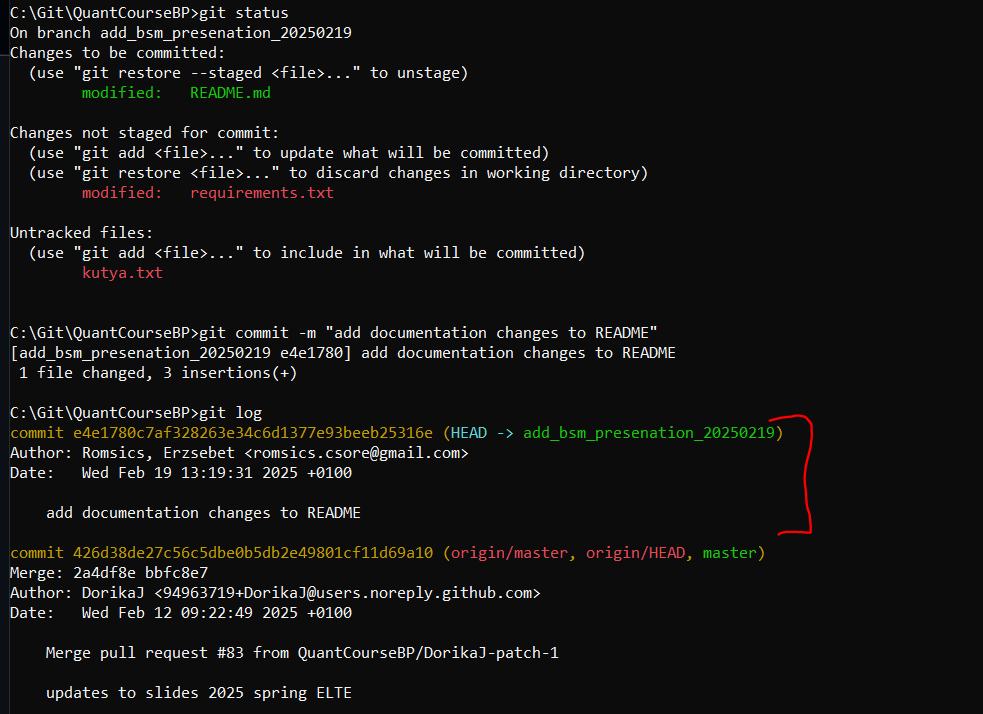 C:\Git\QuantCourseBP>git status
On branch add_bsm_presenation_20250219
Changes to be committed:
  (use "git restore --staged <file>..." to unstage)
        modified:   README.md

Changes not staged for commit:
  (use "git add <file>..." to update what will be committed)
  (use "git restore <file>..." to discard changes in working directory)
        modified:   requirements.txt

Untracked files:
  (use "git add <file>..." to include in what will be committed)
        kutya.txt

C:\Git\QuantCourseBP>git commit -m "add documentation changes to README"
[add_bsm_presenation_20250219 e4e1780] add documentation changes to README
 1 file changed, 3 insertions(+)

C:\Git\QuantCourseBP>git log
commit e4e1780c7af328263e34c6d1377e93beeb25316e (HEAD -> add_bsm_presenation_20250219)
Author: Romsics, Erzsebet <romsics.csore@gmail.com>
Date:   Wed Feb 19 13:19:31 2025 +0100

    add documentation changes to README

commit 426d38de27c56c5dbe0b5db2e49801cf11d69a10 (origin/master, origin/HEAD, master)
Merge: 2a4df8e bbfc8e7
Author: DorikaJ <94963719+DorikaJ@users.noreply.github.com>
Date:   Wed Feb 12 09:22:49 2025 +0100

    Merge pull request #83 from QuantCourseBP/DorikaJ-patch-1

    updates to slides 2025 spring ELTE